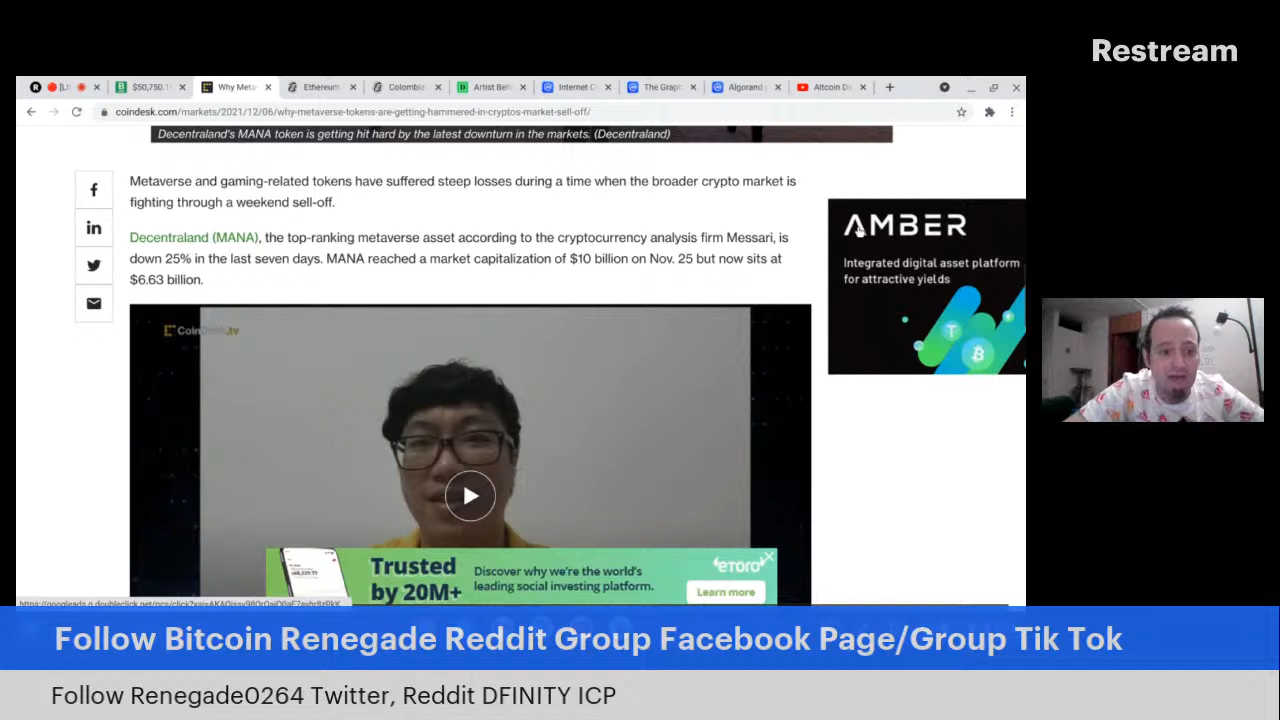 Restream
[LI
$50,750.1
Why Meta
Ethereum
Colombia
Artist Beh
Internet C
The Graph
Algorand p
Altcoin De
coindesk.com/markets/2021/12/06/why-metaverse-tokens-are-getting-hammered-in-cryptos-market-sell-off/
Decentraland's MANA token is getting hit hard by the latest downturn in the markets. (Decentraland)
Metaverse and gaming-related tokens have suffered steep losses during a time when the broader crypto market is
fighting through a weekend sell-off.
Decentraland (MANA), the top-ranking metaverse asset according to the cryptocurrency analysis firm Messari, is
down 25% in the last seven days. MANA reached a market capitalization of $10 billion on Nov. 25 but now sits at
$6.63 billion.
AMBER
Integrated digital asset platform
for attractive yields
CoinDesk.tv
Trusted
by 20M+
Discover why we're the world's
leading social investing platform.
eToro
Learn more
Follow Bitcoin Renegade Reddit Group Facebook Page/Group Tik Tok
Follow Renegade0264 Twitter, Reddit DFINITY ICP